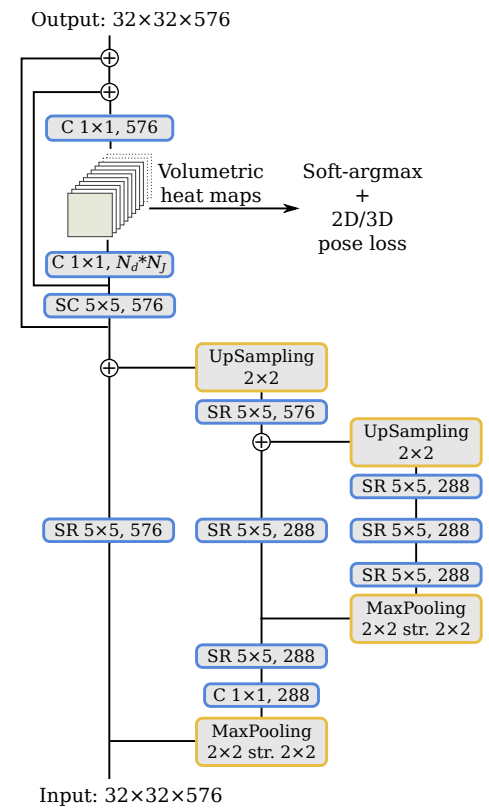 Output: 32×32×576
C 1×1, 576
Volumetric
heat maps
Soft-argmax
+
2D/3D
pose loss
C 1×1, N_d*N_J
SC 5×5, 576
UpSampling
2×2
SR 5×5, 576
UpSampling
2×2
SR 5×5, 288
SR 5×5, 576
SR 5×5, 288
SR 5×5, 288
SR 5×5, 288
MaxPooling
2×2 str. 2×2
SR 5×5, 288
C 1×1, 288
MaxPooling
2×2 str. 2×2
Input: 32×32×576